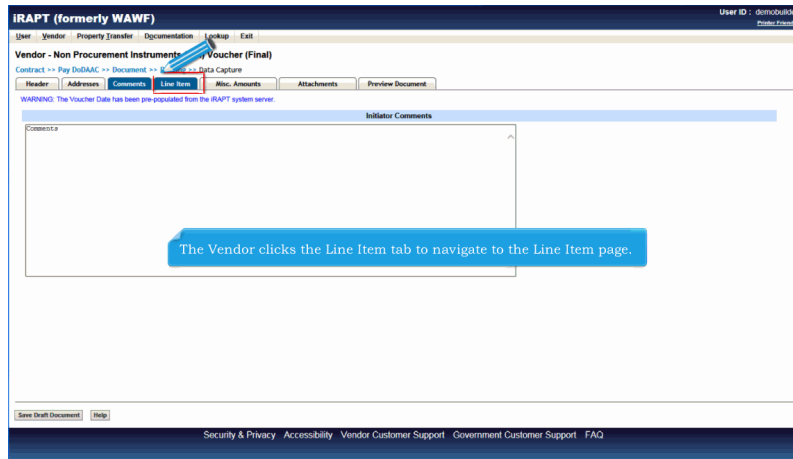 iRAPT (formerly WAWF)
User ID : demobuild
Printer Friend
User Vendor Property Transfer Documentation Lookup Exit
Vendor - Non Procurement Instruments Voucher (Final)
Contract >> Pay DoDAAC >> Document >> >> Data Capture
Header Addresses Comments Line Item Misc. Amounts Attachments Preview Document
WARNING: The Voucher Date has been pre-populated from the iRAPT system server.
Initiator Comments
Comments
The Vendor clicks the Line Item tab to navigate to the Line Item page.
Save Draft Document Help
Security & Privacy Accessibility Vendor Customer Support Government Customer Support FAQ